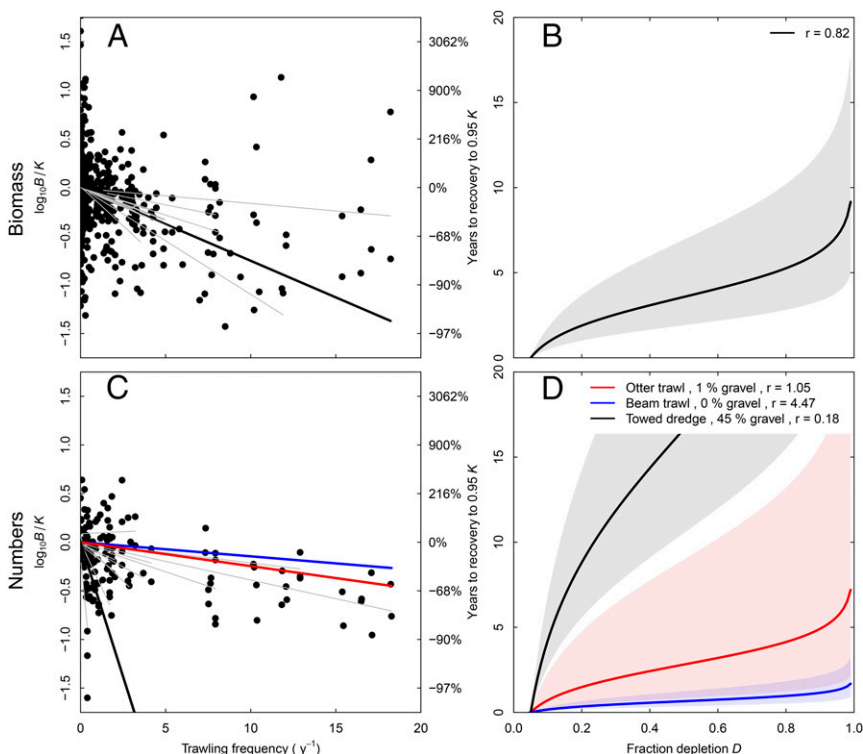 A
B
1.5
1.0
0.5
0.0
−0.5
−1.0
−1.5
Biomass
log10B / K
3062%
900%
216%
0%
−68%
−90%
−97%
20
15
10
5
0
Years to recovery to 0.95 K
r = 0.82
C
D
1.5
1.0
0.5
0.0
−0.5
−1.0
−1.5
Numbers
log10B / K
3062%
900%
216%
0%
−68%
−90%
−97%
0 5 10 15 20
Trawling frequency ( y−1)
20
15
10
5
0
Years to recovery to 0.95 K
Otter trawl , 1 % gravel , r = 1.05
Beam trawl , 0 % gravel , r = 4.47
Towed dredge , 45 % gravel , r = 0.18
0.0 0.2 0.4 0.6 0.8 1.0
Fraction depletion D